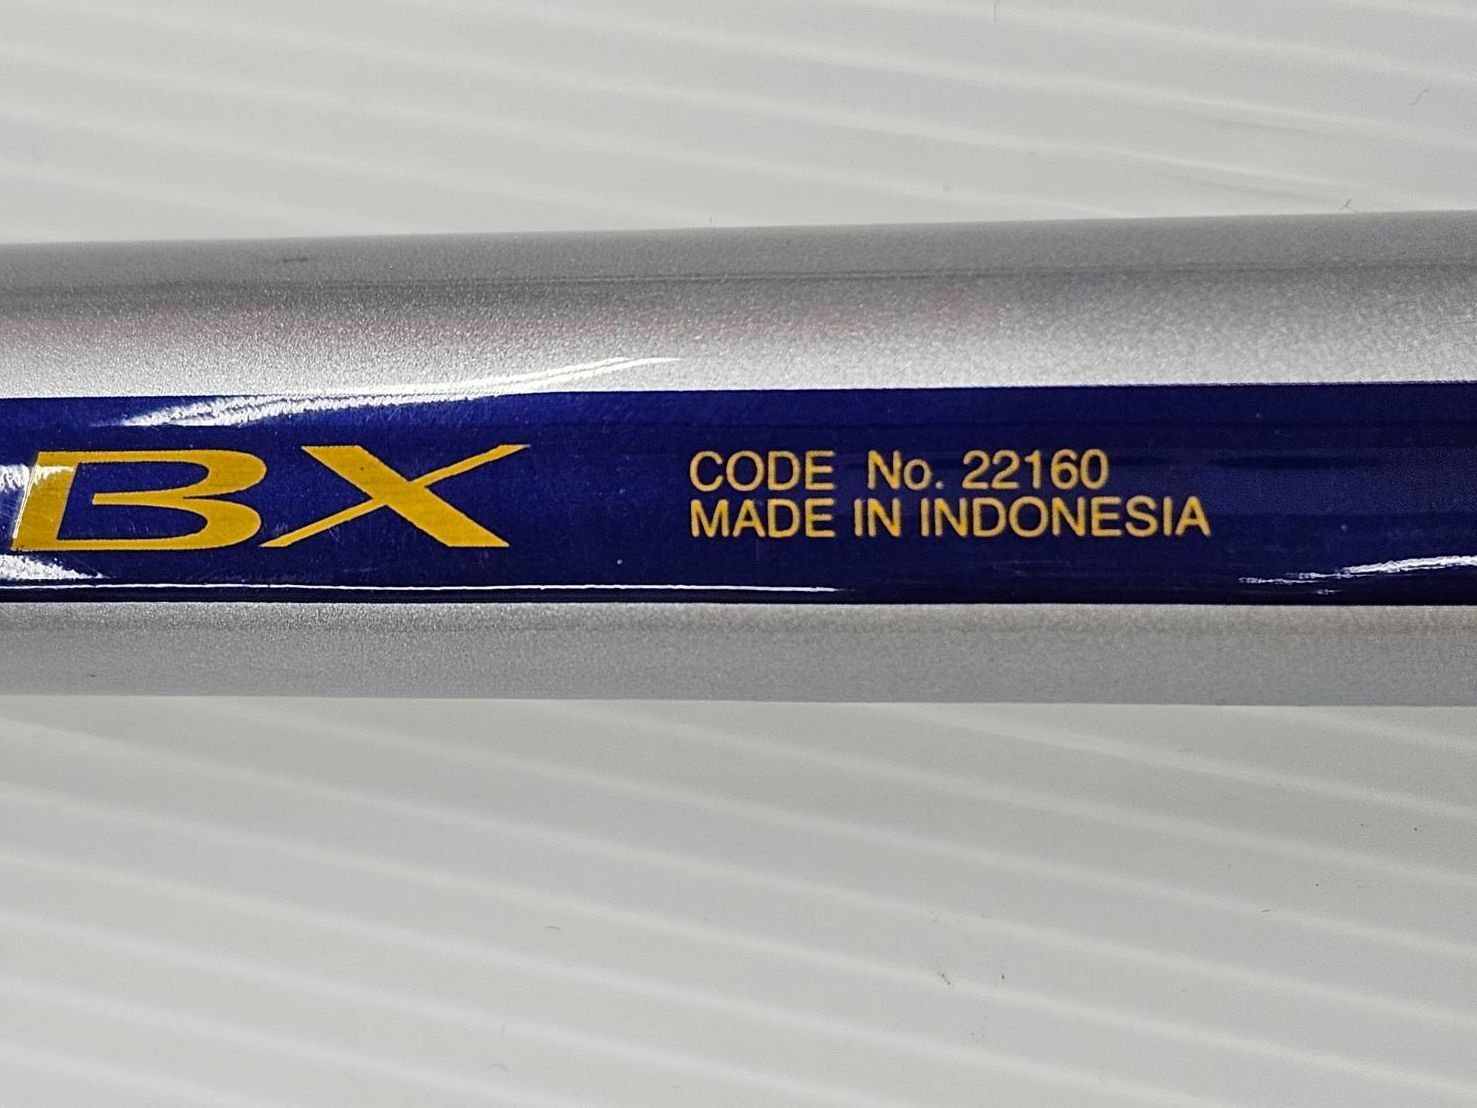 BX
CODE No. 22160
MADE IN INDONESIA